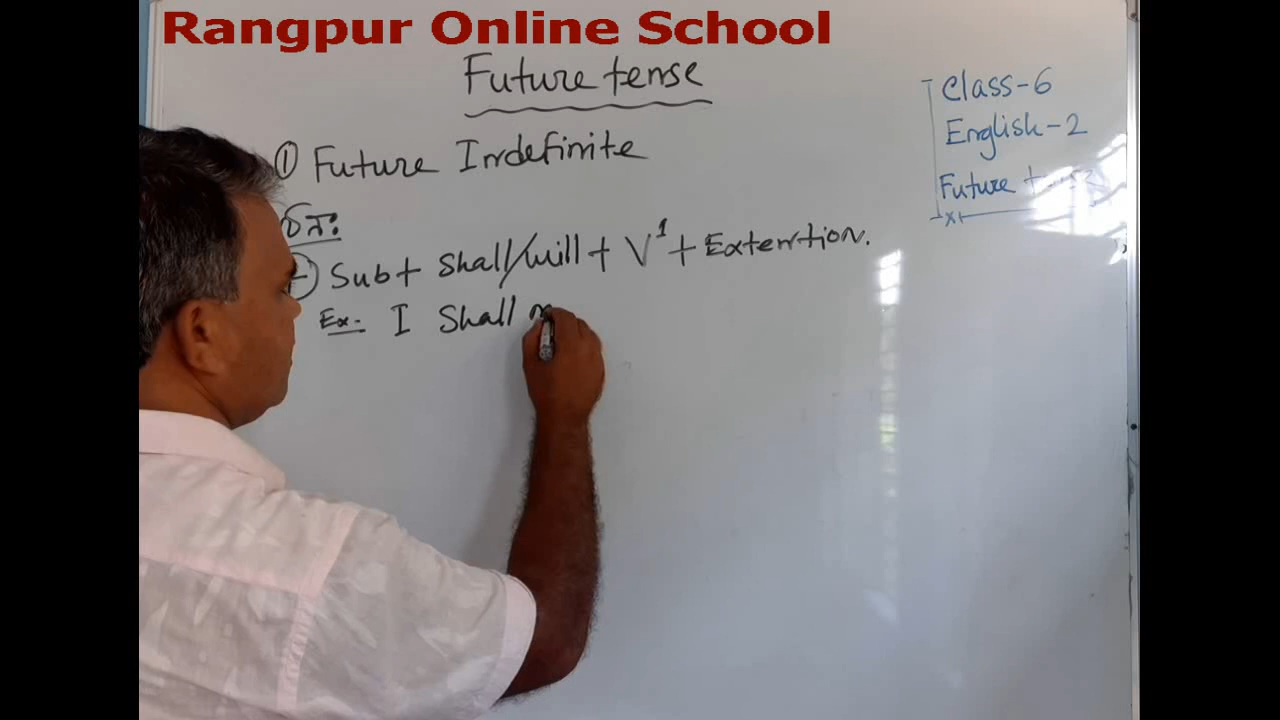 Rangpur Online School
Future tense
Class-6
English-2
Future
① Future Indefinite
Sub + Shall/will + V¹ + Extention.
Ex. I Shall